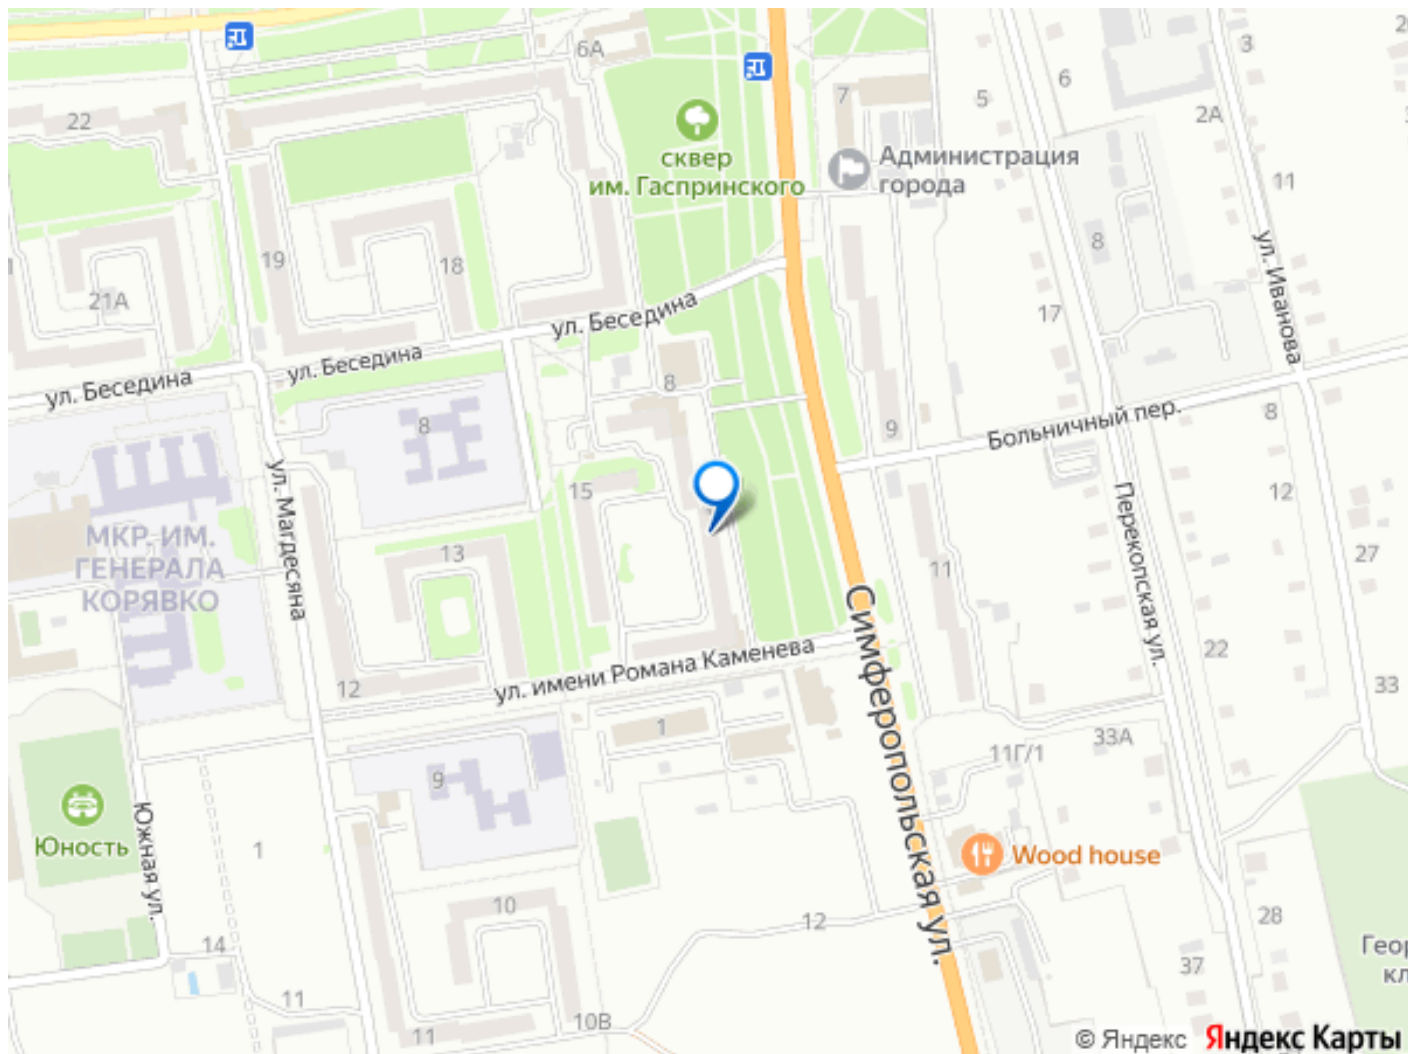 6А
3
7
5
6
22
2А
сквер
им. Гаспринского
Администрация
города
11
19
18
8
ул. Иванова
21А
17
ул. Беседина
ул. Беседина
ул. Беседина
8
8
9
8
Больничный пер.
ул. Магдесяна
15
12
Перекопская ул.
МКР. ИМ.
ГЕНЕРАЛА
КОРЯВКО
13
11
27
Симферопольская ул.
22
ул. имени Романа Каменева
12
33
1
11Г/1
33А
9
Юность
Южная ул.
1
Wood house
10
12
28
14
37
11
11
10В
© Яндекс Яндекс Карты